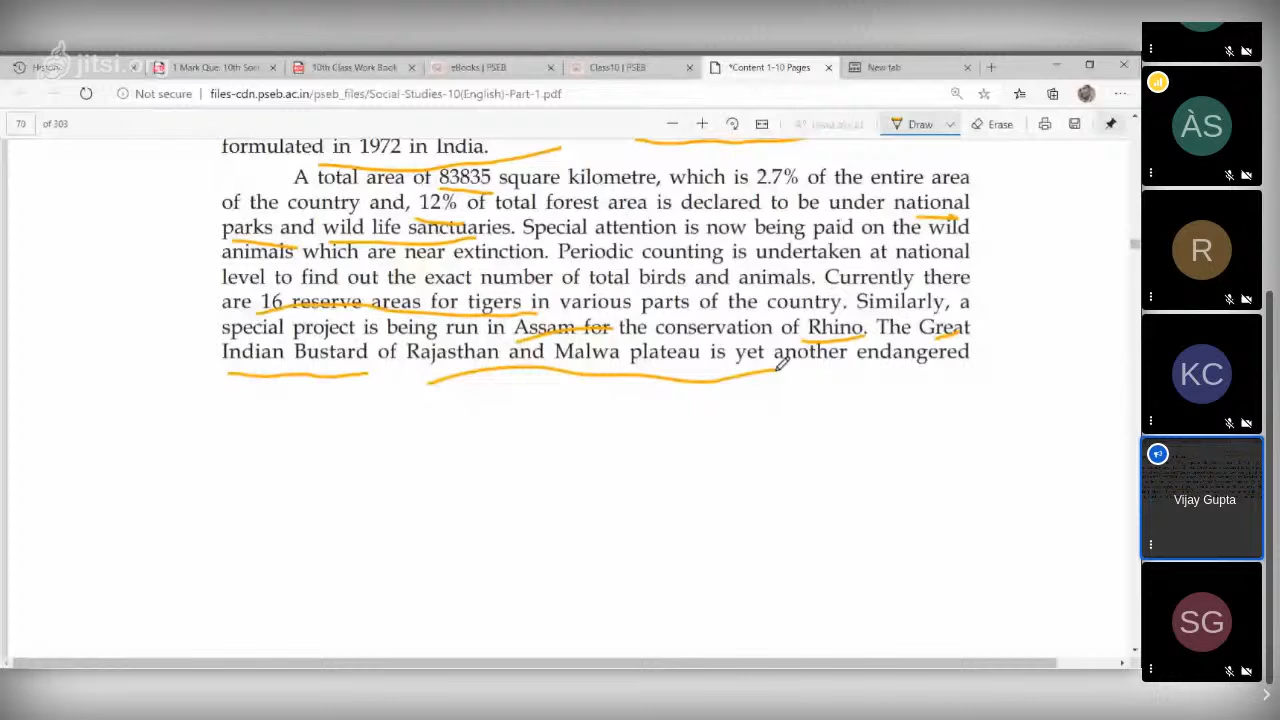 jitsi.org
1 Mark Que: 10th Soci
10th Class Work Book
eBooks | PSEB
Class10 | PSEB
*Content 1-10 Pages
New tab
Not secure
files-cdn.pseb.ac.in/pseb_files/Social-Studies-10(English)-Part-1.pdf
70 of 303
Draw
Erase
formulated in 1972 in India.
A total area of 83835 square kilometre, which is 2.7% of the entire area
of the country and, 12% of total forest area is declared to be under national
parks and wild life sanctuaries. Special attention is now being paid on the wild
animals which are near extinction. Periodic counting is undertaken at national
level to find out the exact number of total birds and animals. Currently there
are 16 reserve areas for tigers in various parts of the country. Similarly, a
special project is being run in Assam for the conservation of Rhino. The Great
Indian Bustard of Rajasthan and Malwa plateau is yet another endangered
ÀS
R
KC
Vijay Gupta
SG